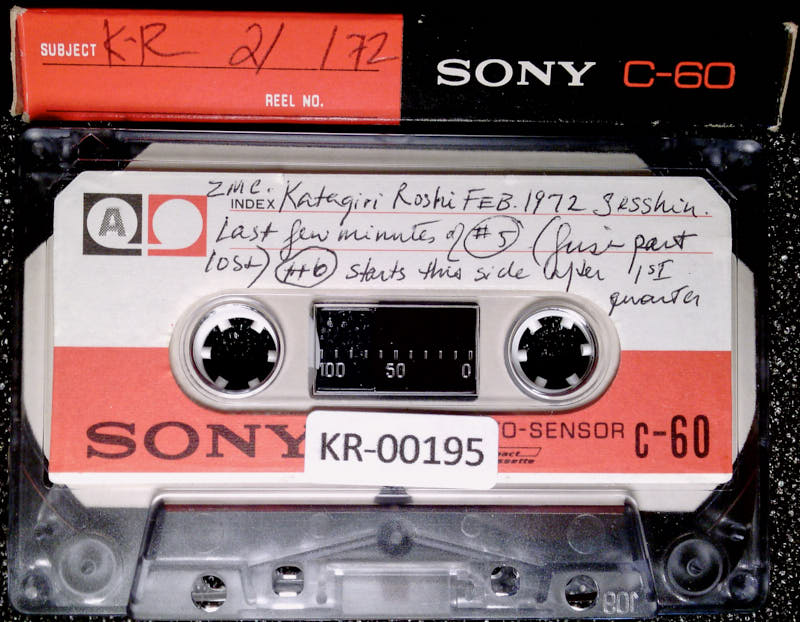 SUBJECT K-R 2/ 172
REEL NO.
SONY C-60
A
ZMC. Katagiri Roshi FEB. 1972 sesshin.
INDEX
Last few minutes of #5 (first part
lost) #6 starts this side after 1ST
quarter
100 50 0
SONY O-SENSOR C-60
KR-00195